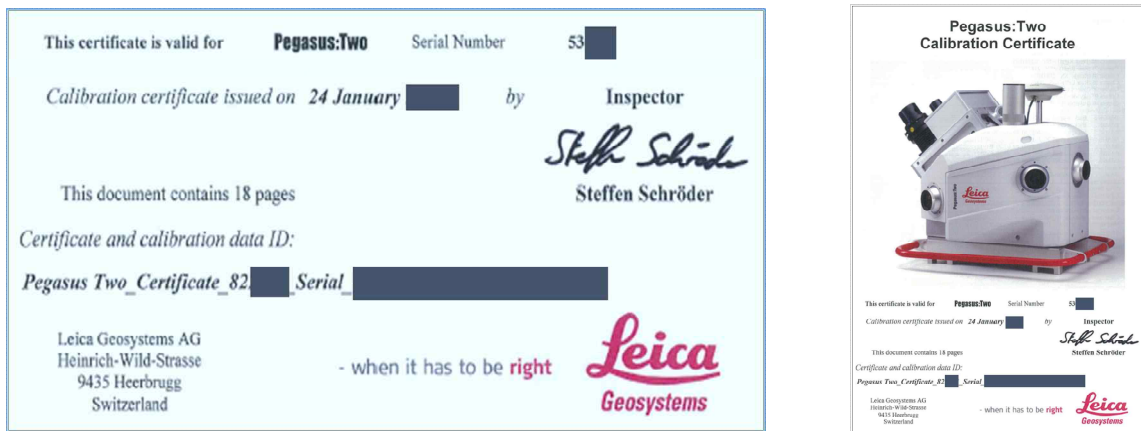 This certificate is valid for Pegasus:Two Serial Number 53
Calibration certificate issued on 24 January by Inspector
Steffen Schröder
This document contains 18 pages Steffen Schröder
Certificate and calibration data ID:
Pegasus Two_Certificate_82 _Serial_
Leica Geosystems AG
Heinrich-Wild-Strasse
9435 Heerbrugg
Switzerland
- when it has to be right
Leica
Geosystems
Pegasus:Two
Calibration Certificate
Pegasus:Two
Leica
Geosystems
This certificate is valid for Pegasus:Two Serial Number 53
Calibration certificate issued on 24 January by Inspector
Steffen Schröder
This document contains 18 pages Steffen Schröder
Certificate and calibration data ID:
Pegasus Two_Certificate_82 _Serial_
Leica Geosystems AG
Heinrich-Wild-Strasse
9435 Heerbrugg
Switzerland
- when it has to be right
Leica
Geosystems